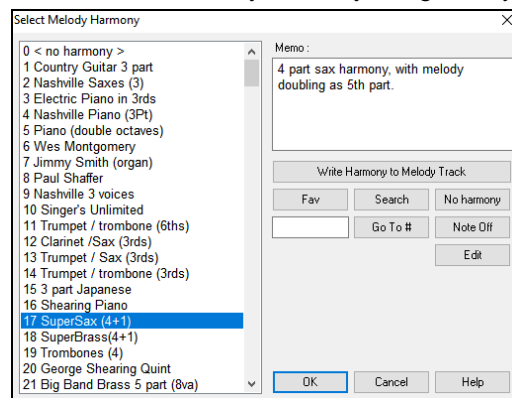 Select Melody Harmony
0 < no harmony >
1 Country Guitar 3 part
2 Nashville Saxes (3)
3 Electric Piano in 3rds
4 Nashville Piano (3Pt)
5 Piano (double octaves)
6 Wes Montgomery
7 Jimmy Smith (organ)
8 Paul Shaffer
9 Nashville 3 voices
10 Singer's Unlimited
11 Trumpet / trombone (6ths)
12 Clarinet /Sax (3rds)
13 Trumpet / Sax (3rds)
14 Trumpet / trombone (3rds)
15 3 part Japanese
16 Shearing Piano
17 SuperSax (4+1)
18 SuperBrass(4+1)
19 Trombones (4)
20 George Shearing Quint
21 Big Band Brass 5 part (8va)
Memo :
4 part sax harmony, with melody
doubling as 5th part.
Write Harmony to Melody Track
Fav Search No harmony
Go To # Note Off
Edit
OK Cancel Help